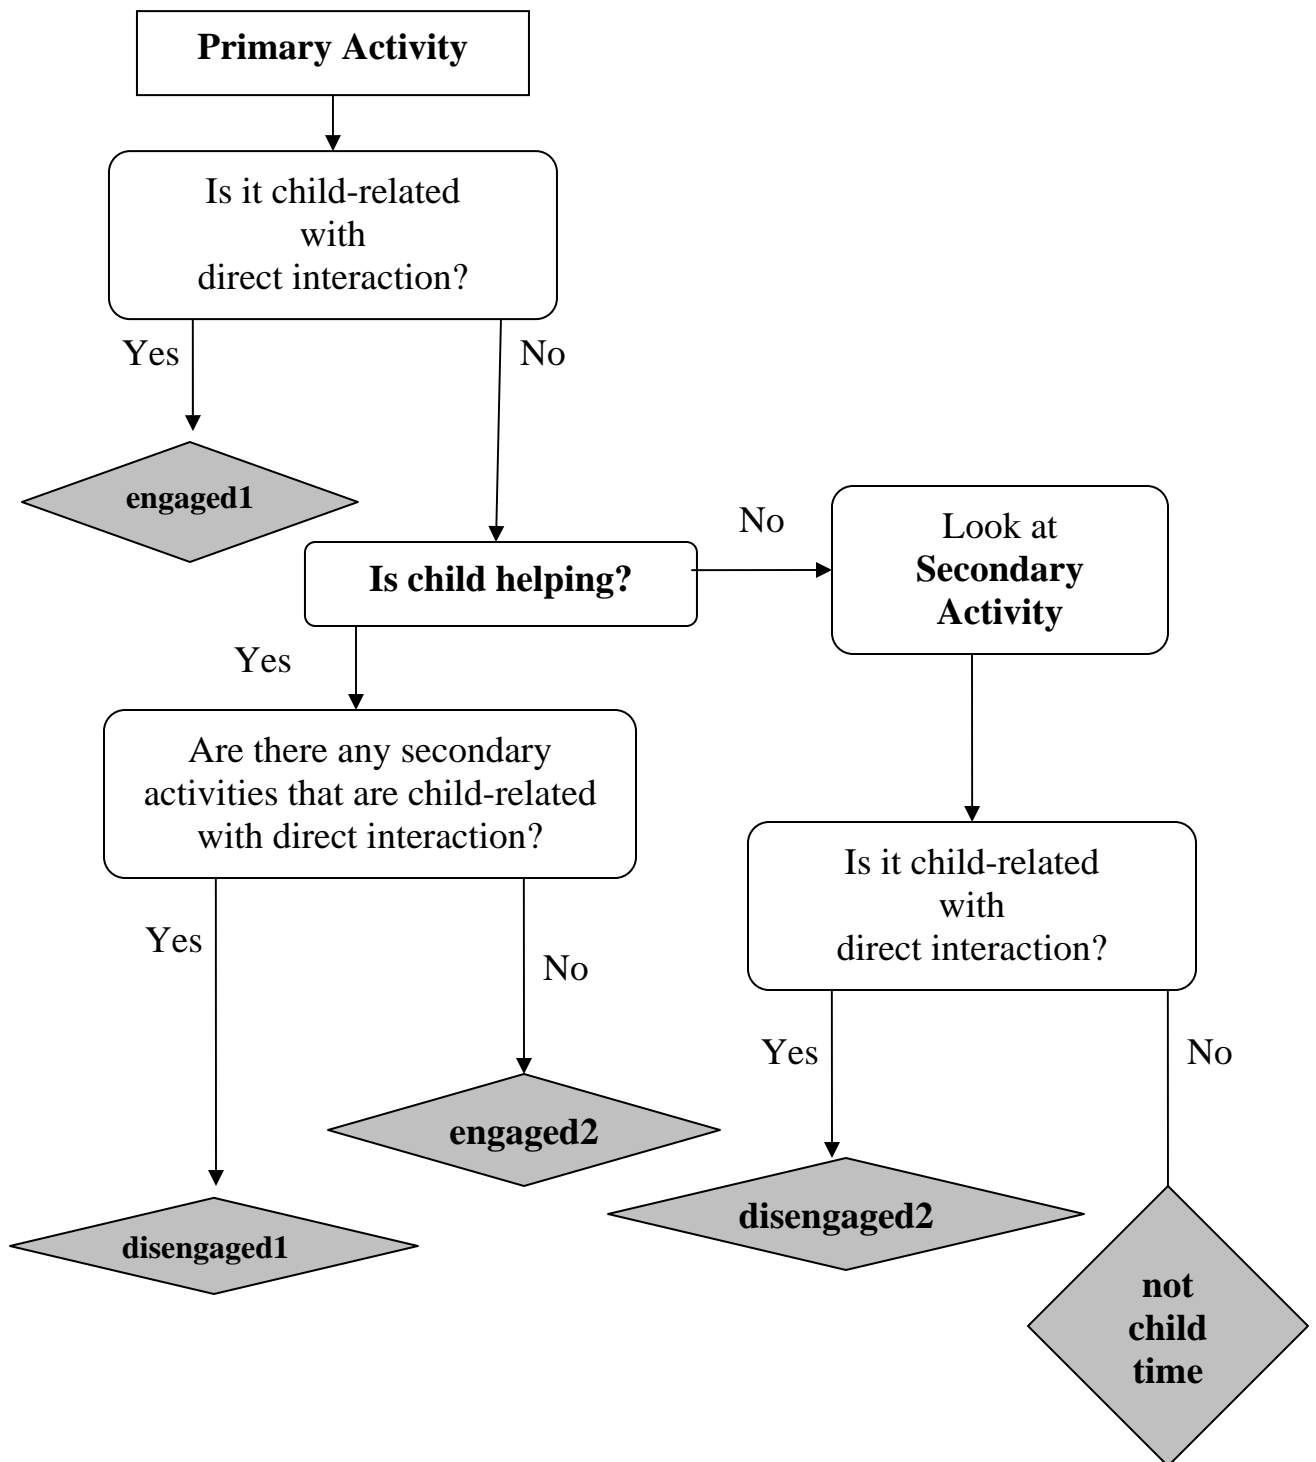 Primary Activity
Is it child-related
with
direct interaction?
Yes
No
engaged1
Is child helping?
No
Look at
Secondary
Activity
Yes
Are there any secondary
activities that are child-related
with direct interaction?
Is it child-related
with
direct interaction?
Yes
No
Yes
No
engaged2
disengaged2
disengaged1
not
child
time